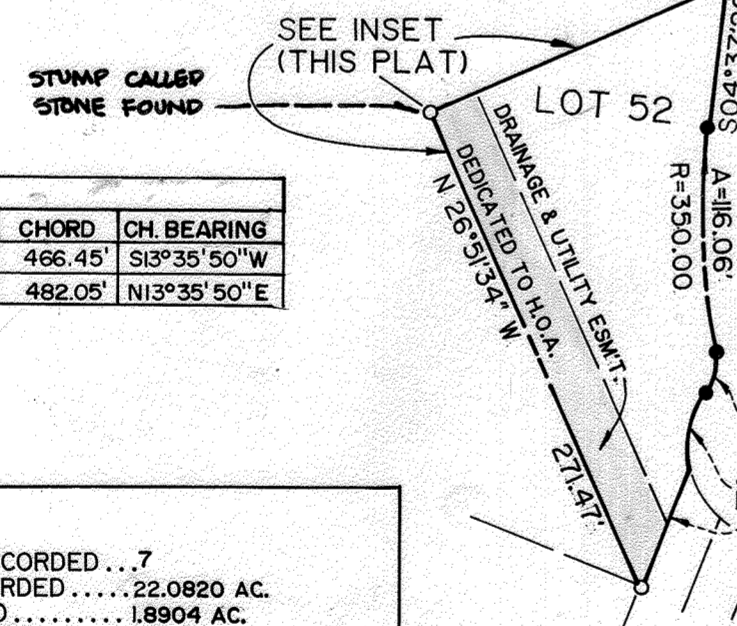 SEE INSET
(THIS PLAT)
STUMP CALLED
STONE FOUND
LOT 52
DRAINAGE & UTILITY ESM'T.
DEDICATED TO H.O.A.
N 26°51'34" W
271.47'
A=116.06'
R=350.00
CHORD CH. BEARING
466.45' S13°35'50"W
482.05' N13°35'50"E
CORDED ...7
RDED .....22.0820 AC.
D ......... 1.8904 AC.